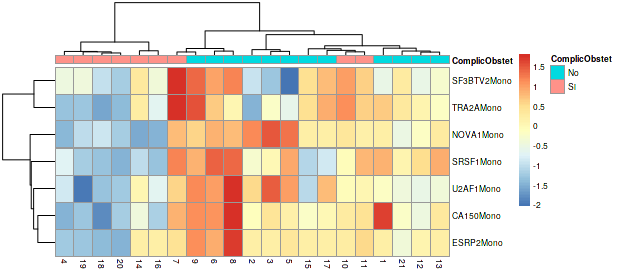 ComplicObstet
SF3BTV2Mono
TRA2AMono
NOVA1Mono
SRSF1Mono
U2AF1Mono
CA150Mono
ESRP2Mono
4 19 18 20 14 16 7 9 6 8 2 3 5 15 17 10 11 1 21 12 13
1.5
1
0.5
0
-0.5
-1
-1.5
-2
ComplicObstet
No
SI